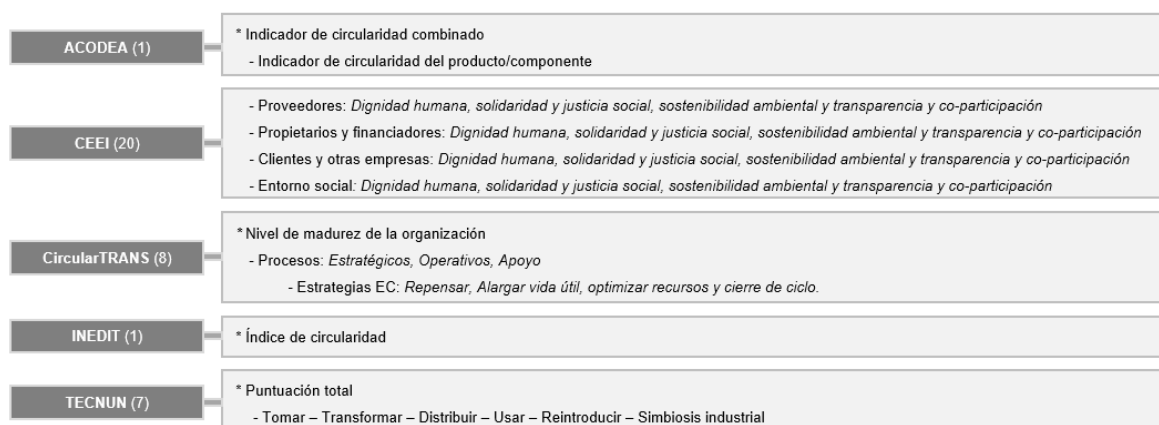 ACODEA (1)
* Indicador de circularidad combinado
- Indicador de circularidad del producto/componente
CEEI (20)
- Proveedores: Dignidad humana, solidaridad y justicia social, sostenibilidad ambiental y transparencia y co-participación
- Propietarios y financiadores: Dignidad humana, solidaridad y justicia social, sostenibilidad ambiental y transparencia y co-participación
- Clientes y otras empresas: Dignidad humana, solidaridad y justicia social, sostenibilidad ambiental y transparencia y co-participación
- Entorno social: Dignidad humana, solidaridad y justicia social, sostenibilidad ambiental y transparencia y co-participación
CircularTRANS (8)
* Nivel de madurez de la organización
- Procesos: Estratégicos, Operativos, Apoyo
- Estrategias EC: Repensar, Alargar vida útil, optimizar recursos y cierre de ciclo.
INEDIT (1)
* Índice de circularidad
TECNUN (7)
* Puntuación total
- Tomar – Transformar – Distribuir – Usar – Reintroducir – Simbiosis industrial